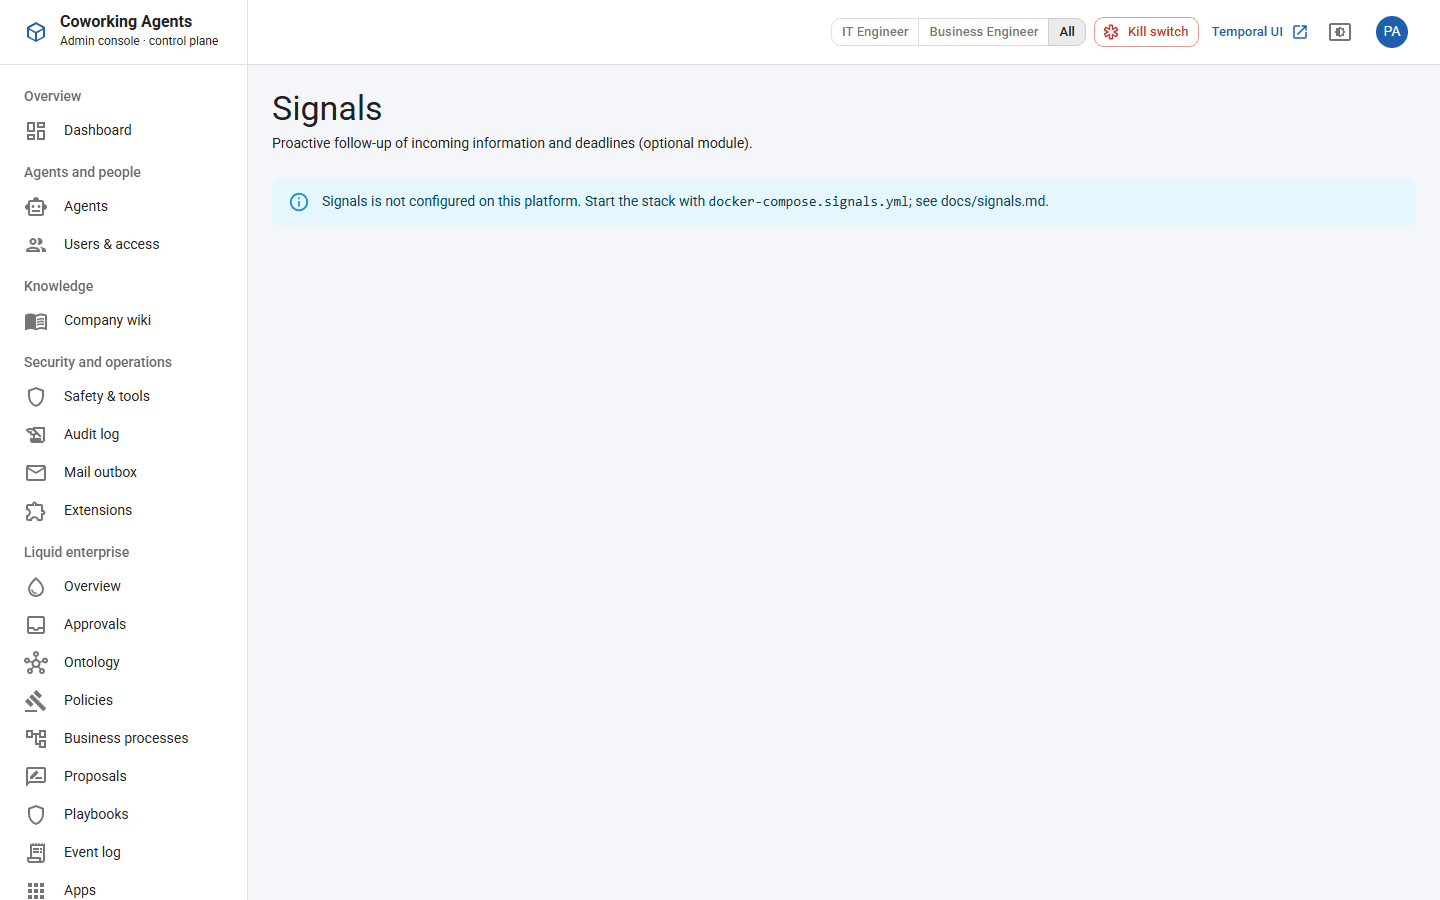 Coworking Agents
Admin console · control plane
IT Engineer
Business Engineer
All
Kill switch
Temporal UI
PA
Overview
Dashboard
Agents and people
Agents
Users & access
Knowledge
Company wiki
Security and operations
Safety & tools
Audit log
Mail outbox
Extensions
Liquid enterprise
Overview
Approvals
Ontology
Policies
Business processes
Proposals
Playbooks
Event log
Apps
Signals
Proactive follow-up of incoming information and deadlines (optional module).
Signals is not configured on this platform. Start the stack with docker-compose.signals.yml; see docs/signals.md.